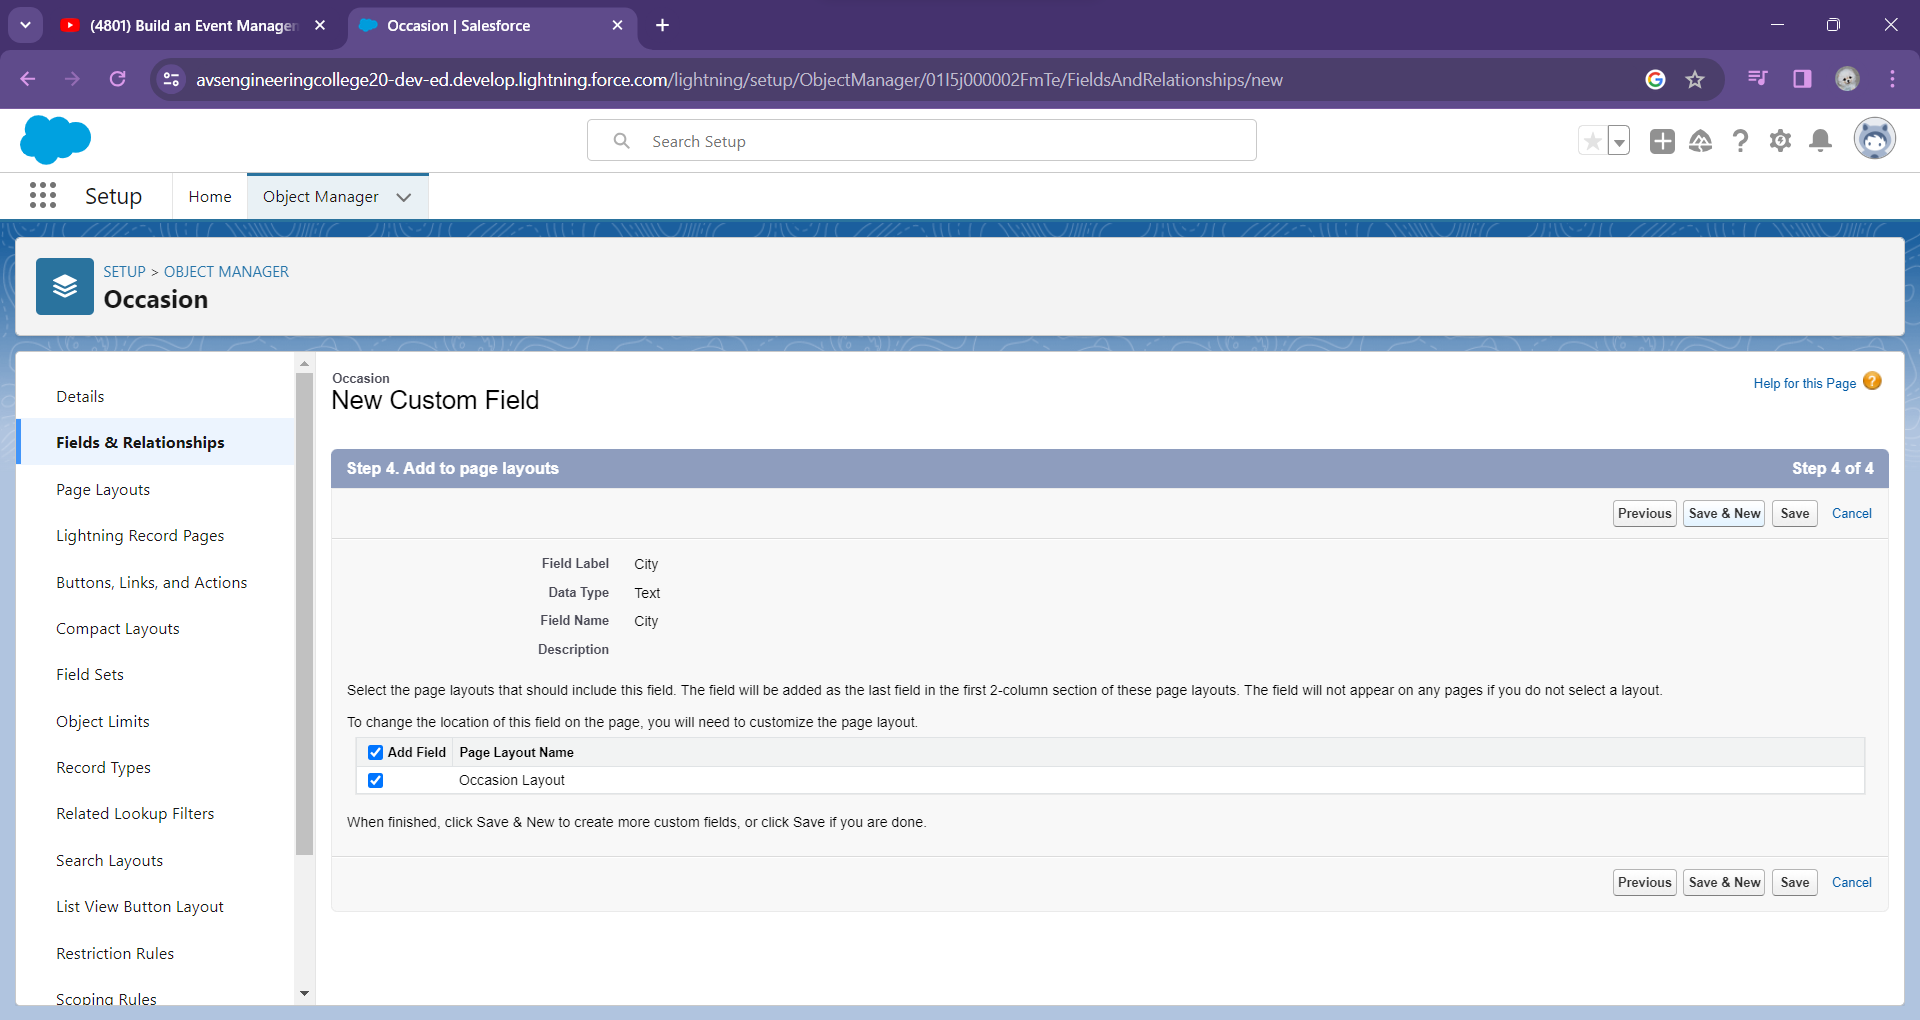 (4801) Build an Event Manager
Occasion | Salesforce
avsengineeringcollege20-dev-ed.develop.lightning.force.com/lightning/setup/ObjectManager/01I5j000002FmTe/FieldsAndRelationships/new
Search Setup
Setup
Home
Object Manager
SETUP > OBJECT MANAGER
Occasion
Details
Fields & Relationships
Page Layouts
Lightning Record Pages
Buttons, Links, and Actions
Compact Layouts
Field Sets
Object Limits
Record Types
Related Lookup Filters
Search Layouts
List View Button Layout
Restriction Rules
Scoping Rules
Occasion
New Custom Field
Help for this Page
Step 4. Add to page layouts
Step 4 of 4
Previous
Save & New
Save
Cancel
Field Label City
Data Type Text
Field Name City
Description
Select the page layouts that should include this field. The field will be added as the last field in the first 2-column section of these page layouts. The field will not appear on any pages if you do not select a layout.
To change the location of this field on the page, you will need to customize the page layout.
Add Field Page Layout Name
Occasion Layout
When finished, click Save & New to create more custom fields, or click Save if you are done.
Previous
Save & New
Save
Cancel